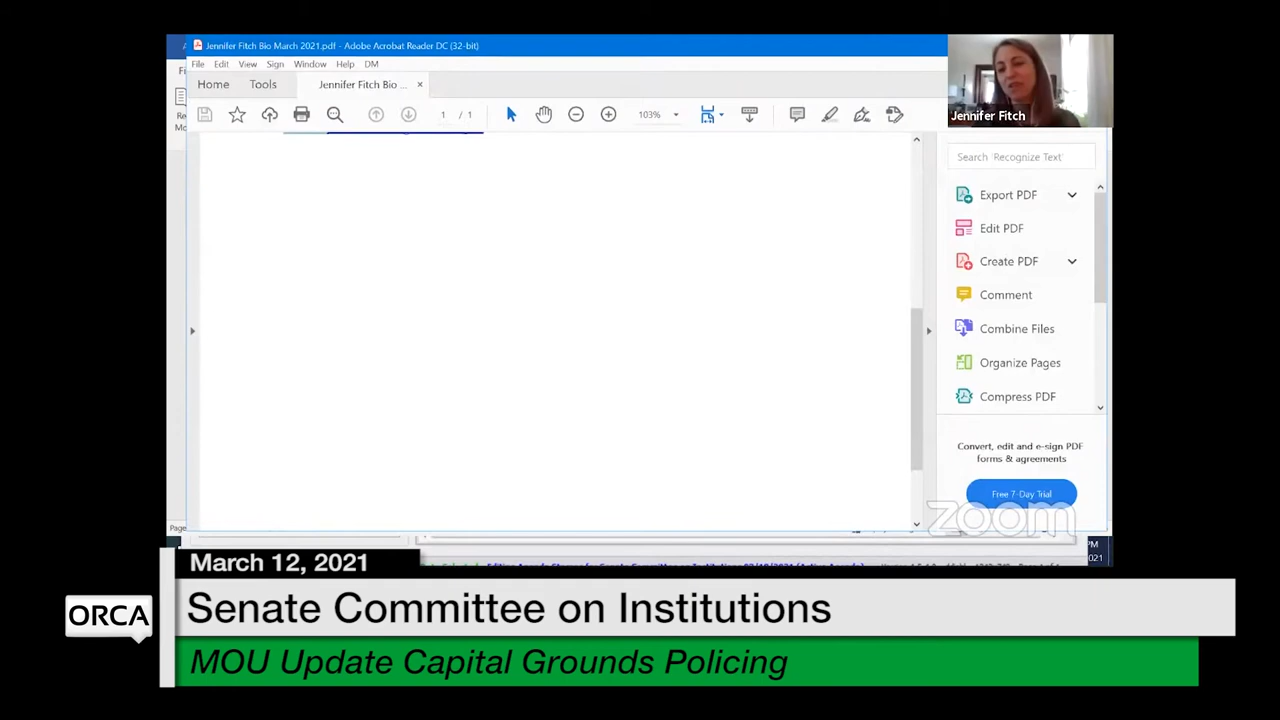 Jennifer Fitch Bio March 2021.pdf - Adobe Acrobat Reader DC (32-bit)
File Edit View Sign Window Help DM
Home Tools Jennifer Fitch Bio ... ×
1 / 1 103%
Jennifer Fitch
Search 'Recognize Text'
Export PDF
Edit PDF
Create PDF
Comment
Combine Files
Organize Pages
Compress PDF
Convert, edit and e-sign PDF
forms & agreements
Free 7-Day Trial
zoom
Page
PM
March 12, 2021
ORCA
Senate Committee on Institutions
MOU Update Capital Grounds Policing